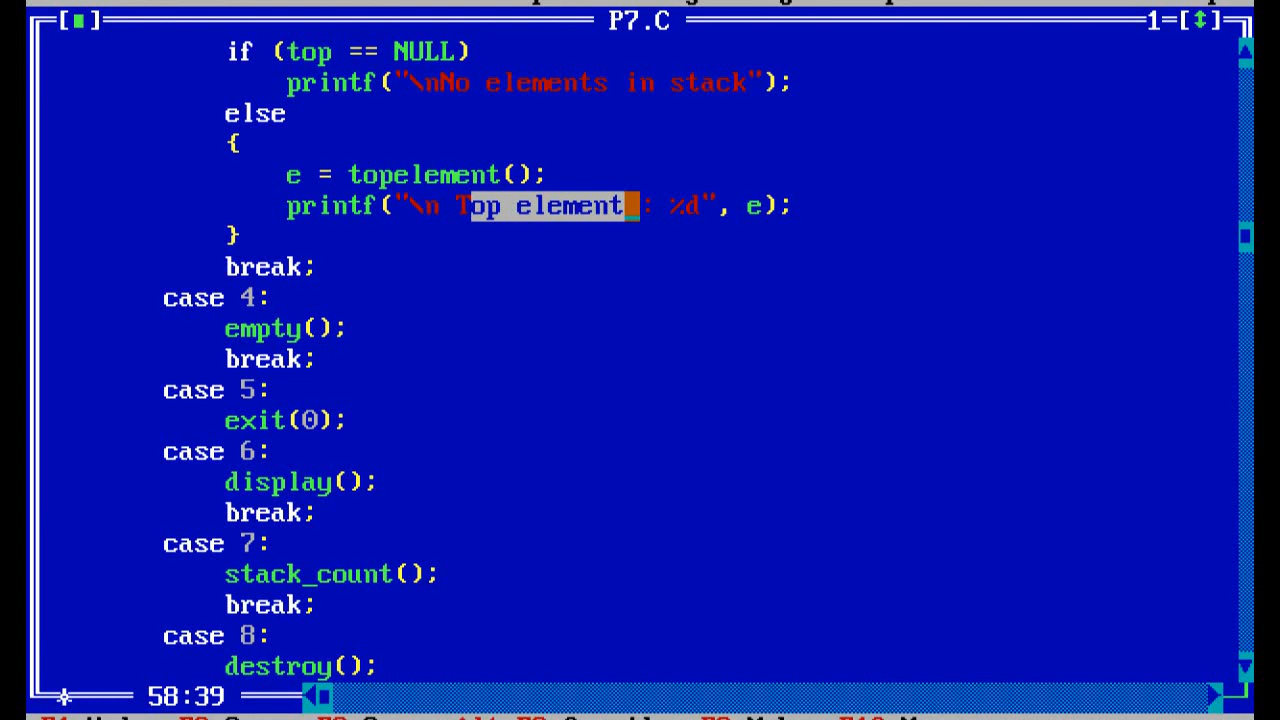 P7.C
1=[↕]
if (top == NULL)
printf("\nNo elements in stack");
else
{
e = topelement();
printf("\n Top element : %d", e);
}
break;
case 4:
empty();
break;
case 5:
exit(0);
case 6:
display();
break;
case 7:
stack_count();
break;
case 8:
destroy();
58:39